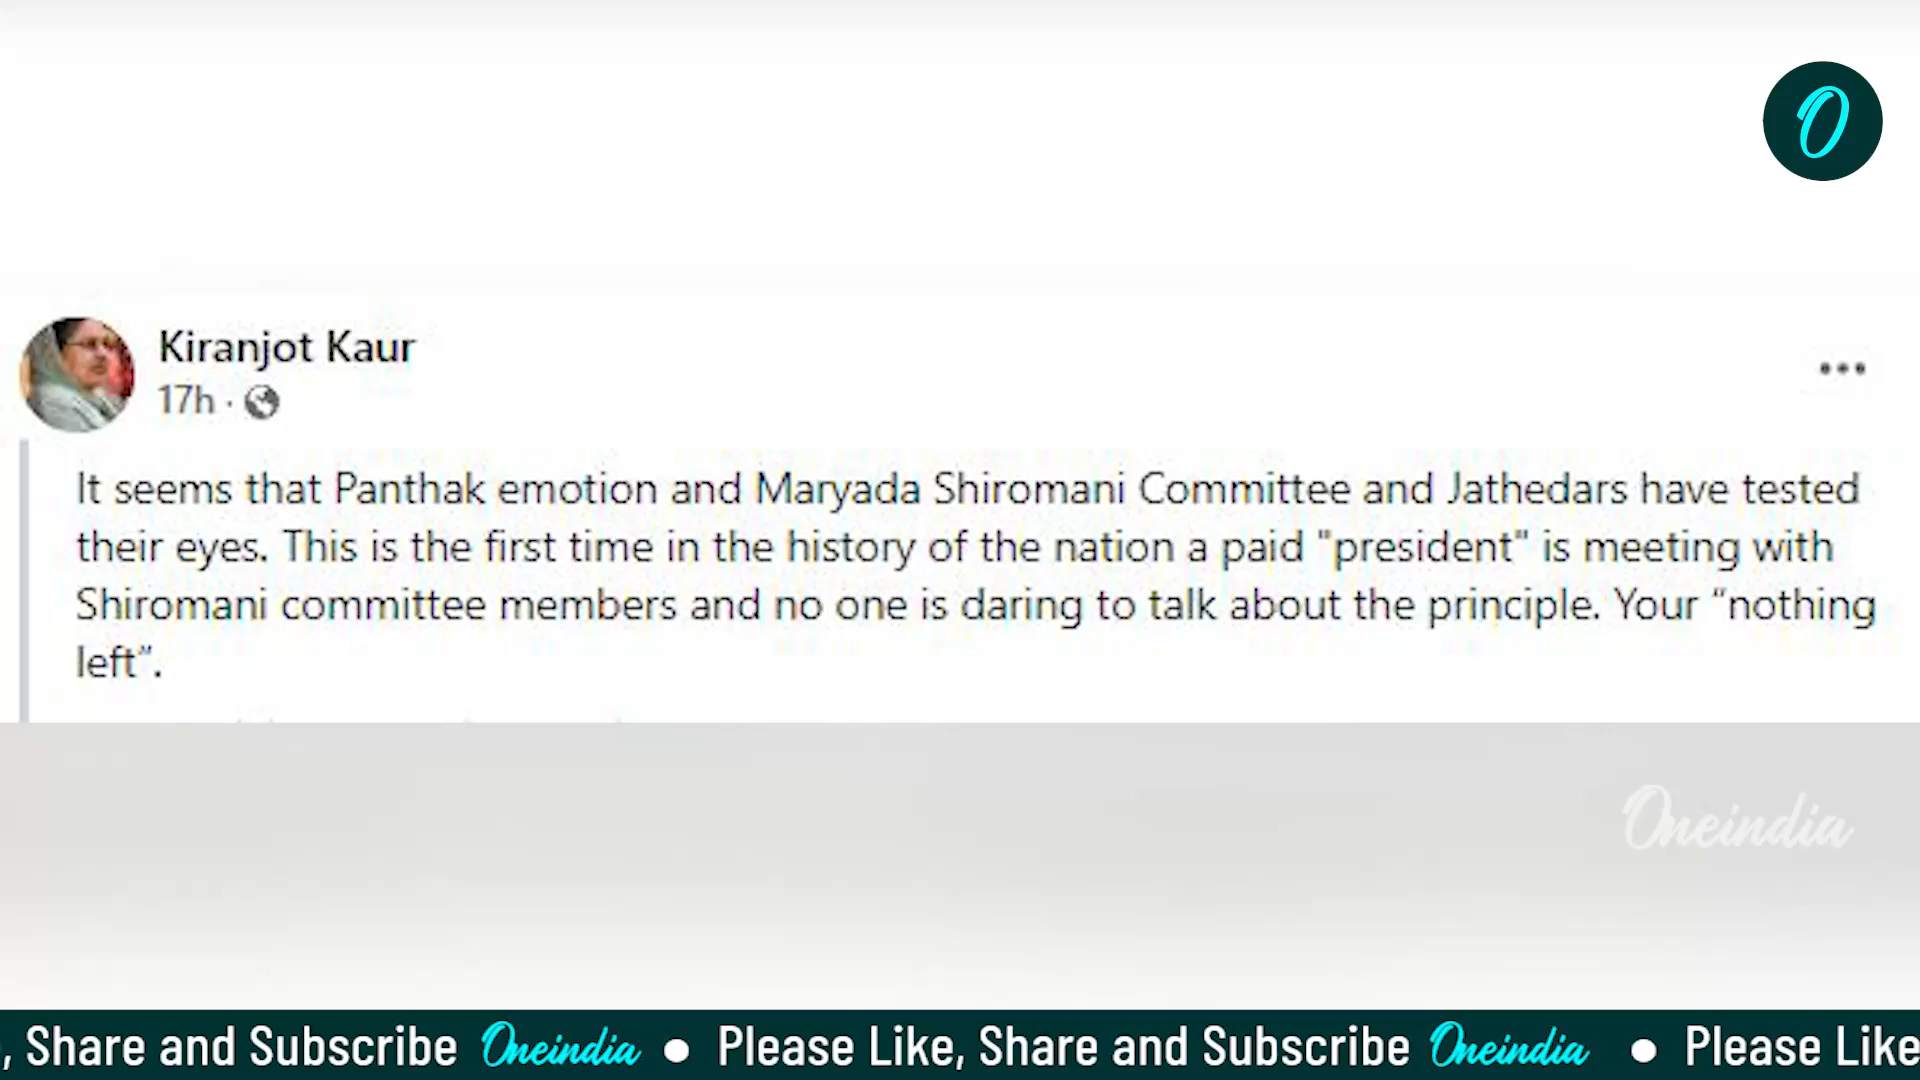 O
Kiranjot Kaur
17h ·
It seems that Panthak emotion and Maryada Shiromani Committee and Jathedars have tested
their eyes. This is the first time in the history of the nation a paid "president" is meeting with
Shiromani committee members and no one is daring to talk about the principle. Your “nothing
left”.
Oneindia
, Share and Subscribe Oneindia ● Please Like, Share and Subscribe Oneindia ● Please Like